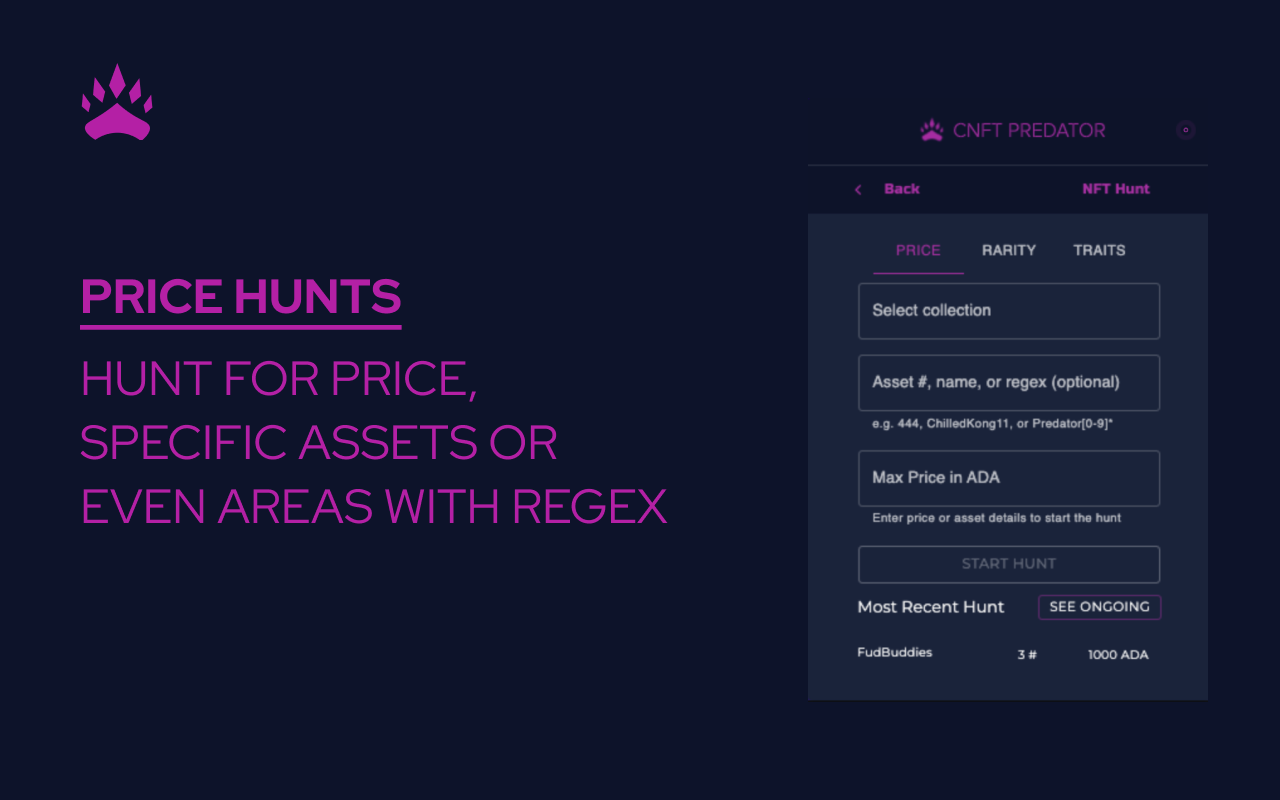 PRICE HUNTS
HUNT FOR PRICE,
SPECIFIC ASSETS OR
EVEN AREAS WITH REGEX
CNFT PREDATOR
Back NFT Hunt
PRICE RARITY TRAITS
Select collection
Asset #, name, or regex (optional)
e.g. 444, ChilledKong11, or Predator[0-9]*
Max Price in ADA
Enter price or asset details to start the hunt
START HUNT
Most Recent Hunt SEE ONGOING
FudBuddies 3 # 1000 ADA